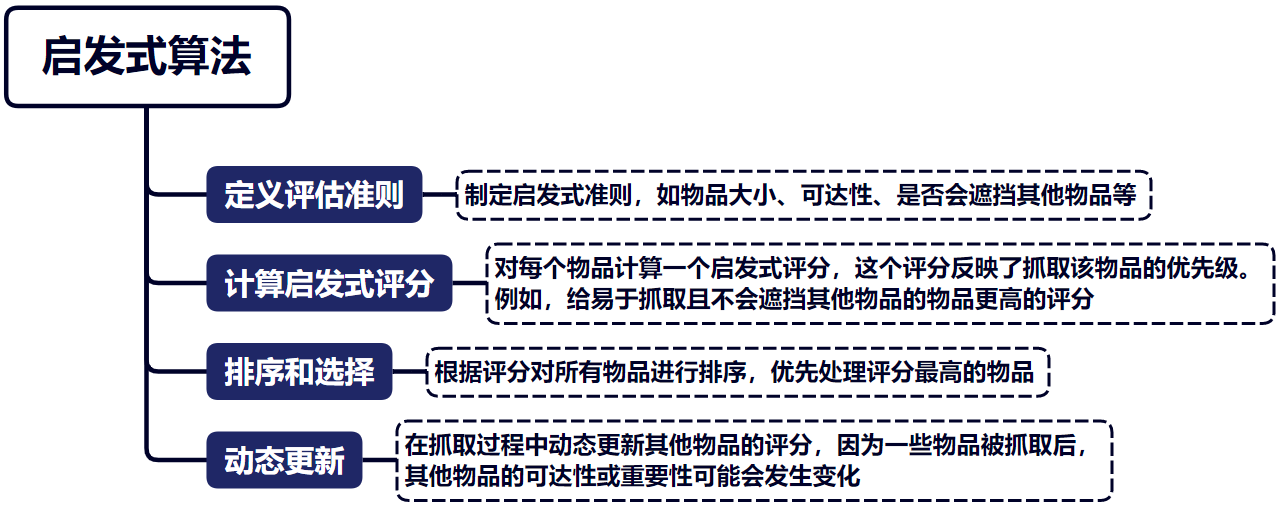 启发式算法
定义评估准则
制定启发式准则，如物品大小、可达性、是否会遮挡其他物品等
计算启发式评分
对每个物品计算一个启发式评分，这个评分反映了抓取该物品的优先级。
例如，给易于抓取且不会遮挡其他物品的物品更高的评分
排序和选择
根据评分对所有物品进行排序，优先处理评分最高的物品
动态更新
在抓取过程中动态更新其他物品的评分，因为一些物品被抓取后，
其他物品的可达性或重要性可能会发生变化